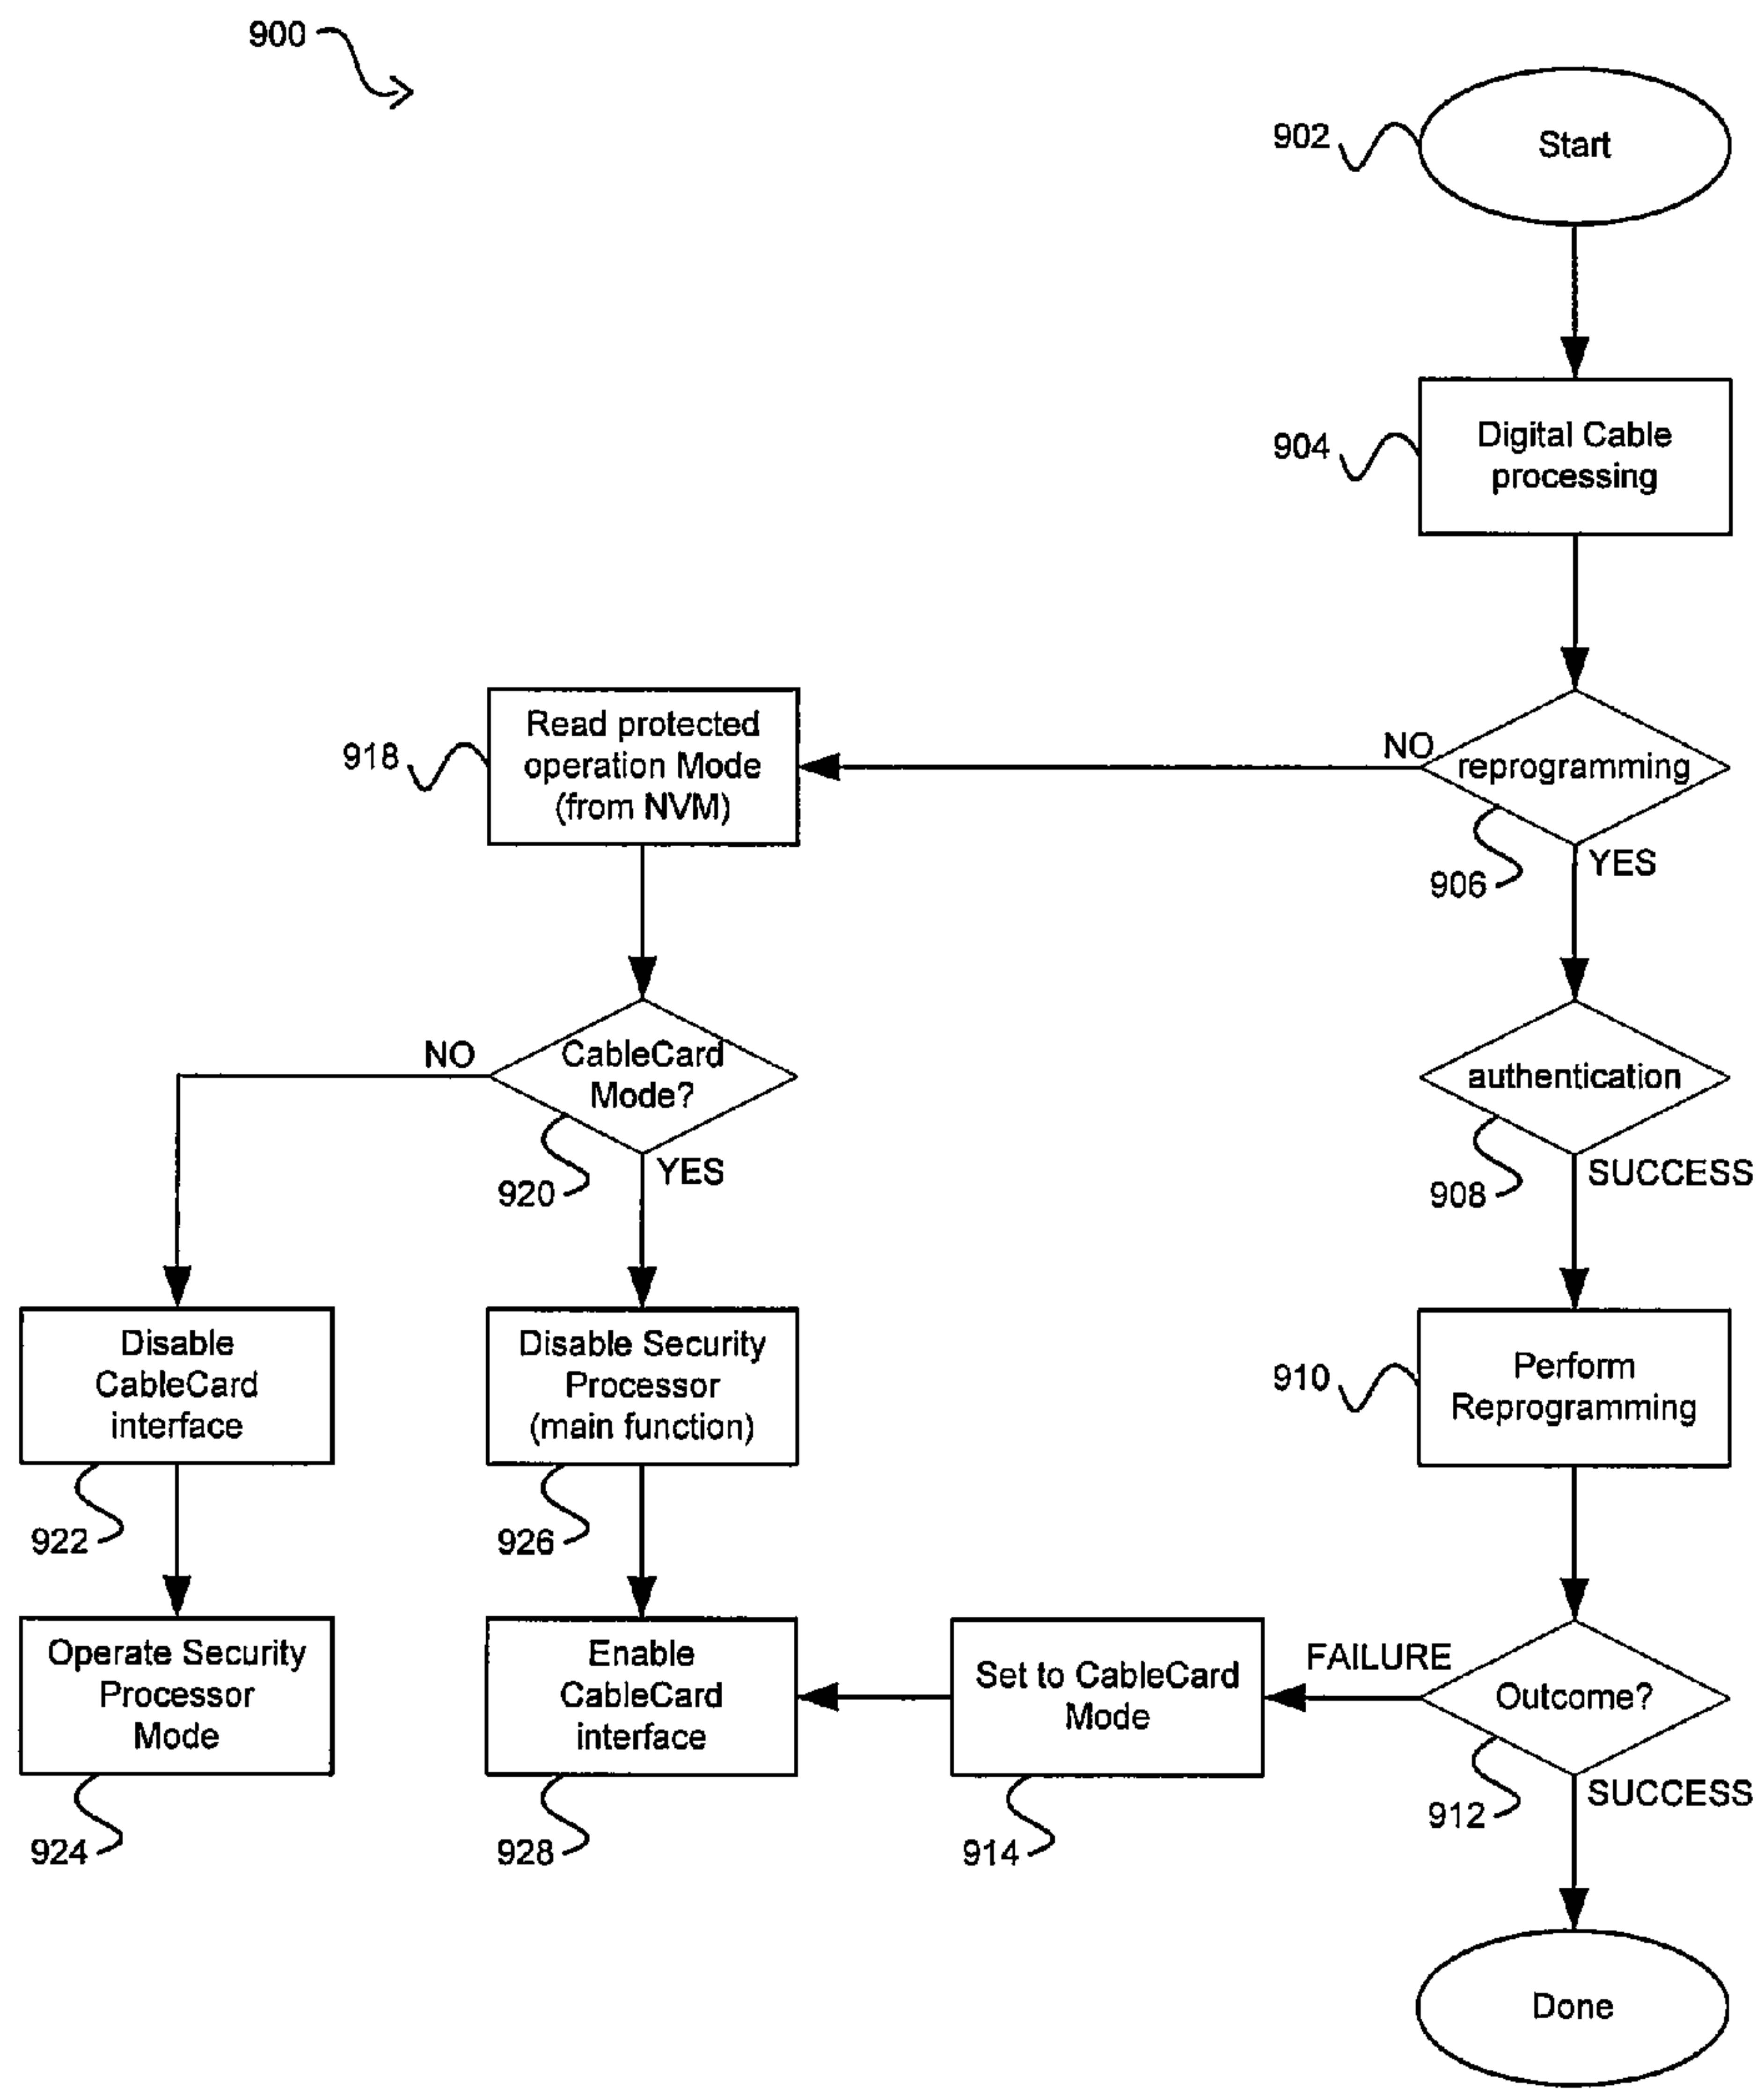 900
902
Start
904
Digital Cable
processing
918
Read protected
operation Mode
(from NVM)
NO
reprogramming
906
YES
NO
CableCard
Mode?
920
YES
authentication
908
SUCCESS
Disable
CableCard
interface
922
Disable Security
Processor
(main function)
926
910
Perform
Reprogramming
Operate Security
Processor
Mode
924
Enable
CableCard
interface
928
Set to CableCard
Mode
914
FAILURE
Outcome?
912
SUCCESS
Done